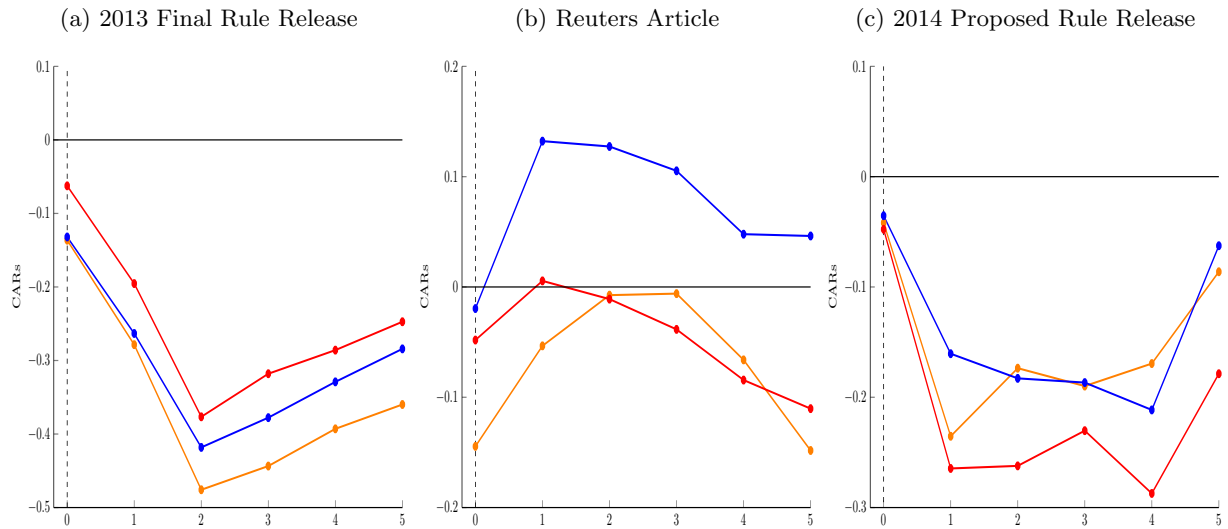 (a) 2013 Final Rule Release
(b) Reuters Article
(c) 2014 Proposed Rule Release
0.1
0
−0.1
−0.2
−0.3
−0.4
−0.5
CARs
0 1 2 3 4 5
0.2
0.1
0
−0.1
−0.2
CARs
0 1 2 3 4 5
0.1
0
−0.1
−0.2
−0.3
CARs
0 1 2 3 4 5